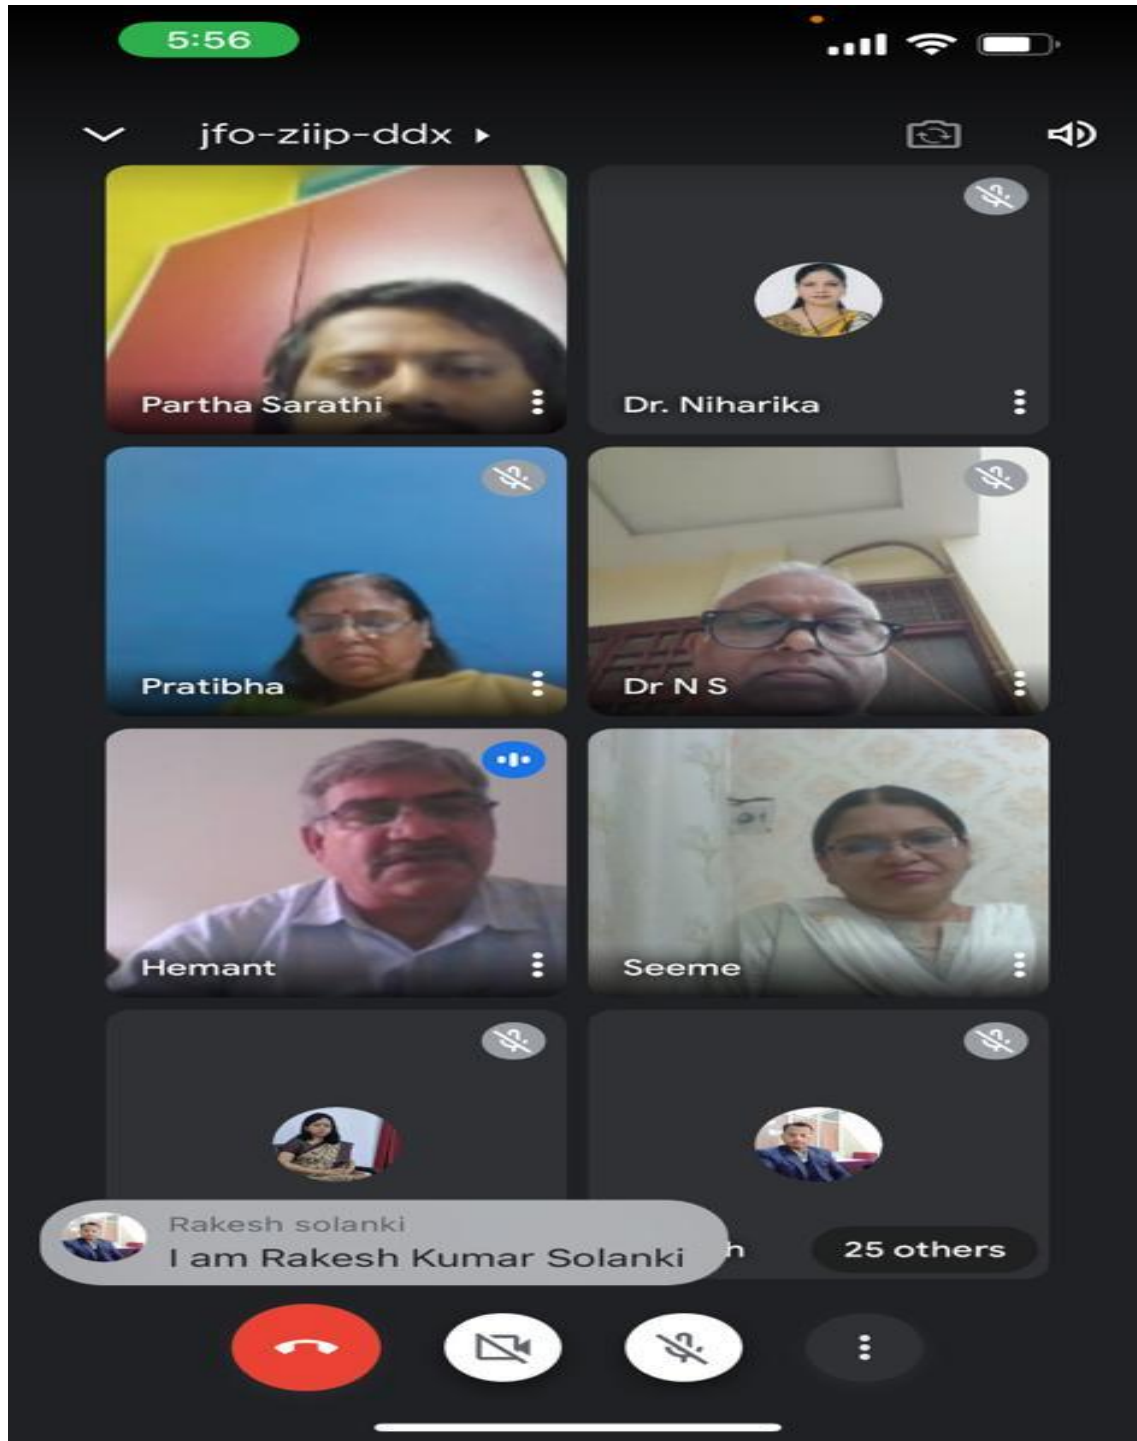 5:56
jfo-ziip-ddx
Partha Sarathi
Dr. Niharika
Pratibha
Dr N S
Hemant
Seeme
Rakesh solanki
I am Rakesh Kumar Solanki
h
25 others